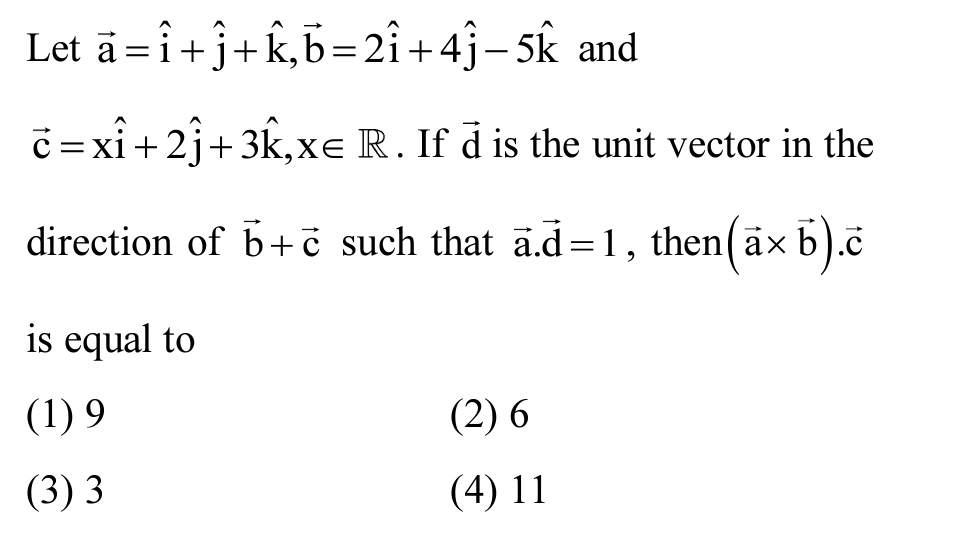 Let a⃗ = î + ĵ + k̂, b⃗ = 2î + 4ĵ – 5k̂ and
c⃗ = xî + 2ĵ + 3k̂, x ∈ ℝ. If d⃗ is the unit vector in the
direction of b⃗ + c⃗ such that a⃗.d⃗ = 1, then (a⃗ × b⃗).c⃗
is equal to
(1) 9 (2) 6
(3) 3 (4) 11